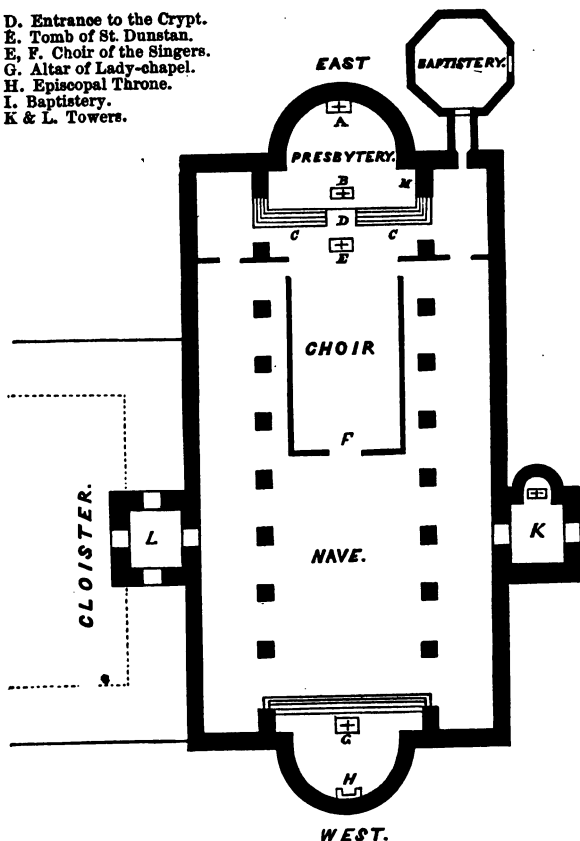 D. Entrance to the Crypt.
E. Tomb of St. Dunstan.
E, F. Choir of the Singers.
G. Altar of Lady-chapel.
H. Episcopal Throne.
I. Baptistery.
K & L. Towers.
EAST
BAPTISTERY.
A
PRESBYTERY.
B
M
D
C
C
E
CHOIR
F
CLOISTER.
L
K
NAVE.
G
H
WEST.